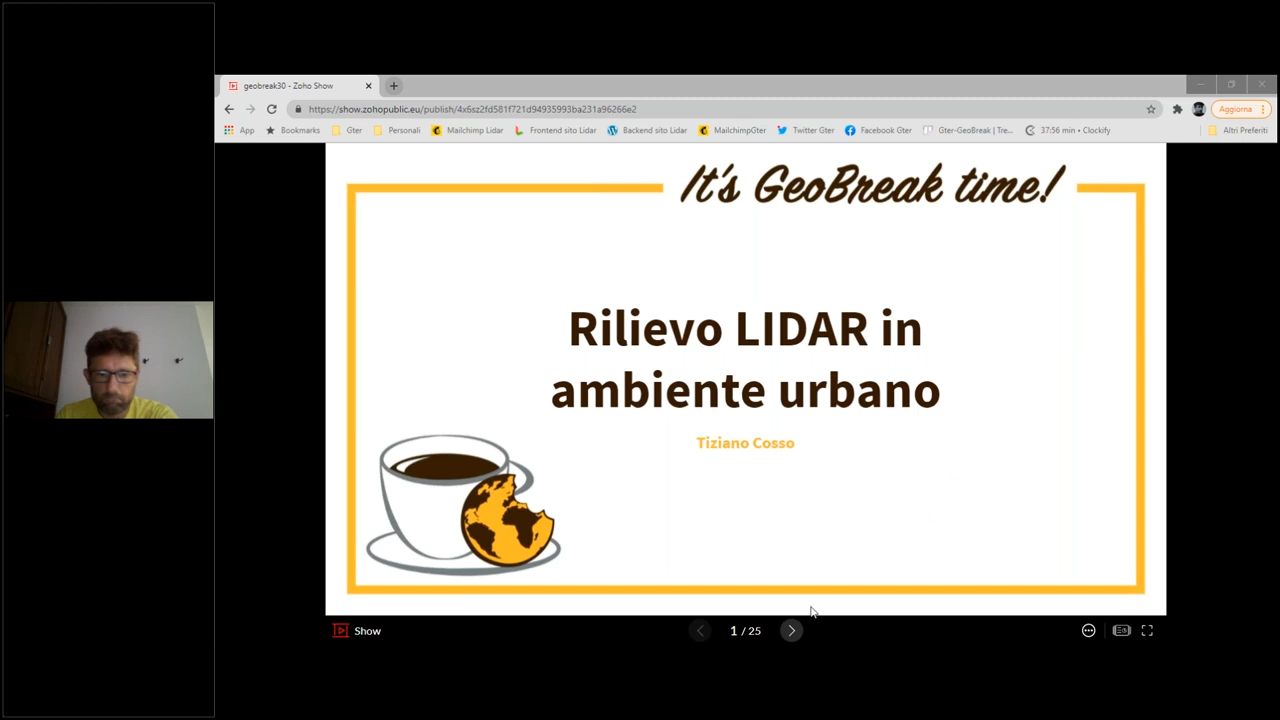 geobreak30 - Zoho Show
https://show.zohopublic.eu/publish/4x6sz2fd581f721d94935993ba231a96266e2
Aggiorna
App Bookmarks Gter Personali Mailchimp Lidar Frontend sito Lidar Backend sito Lidar MailchimpGter Twitter Gter Facebook Gter Gter-GeoBreak | Tre... 37:56 min • Clockify Altri Preferiti
It's GeoBreak time!
Rilievo LIDAR in
ambiente urbano
Tiziano Cosso
Show
1 / 25